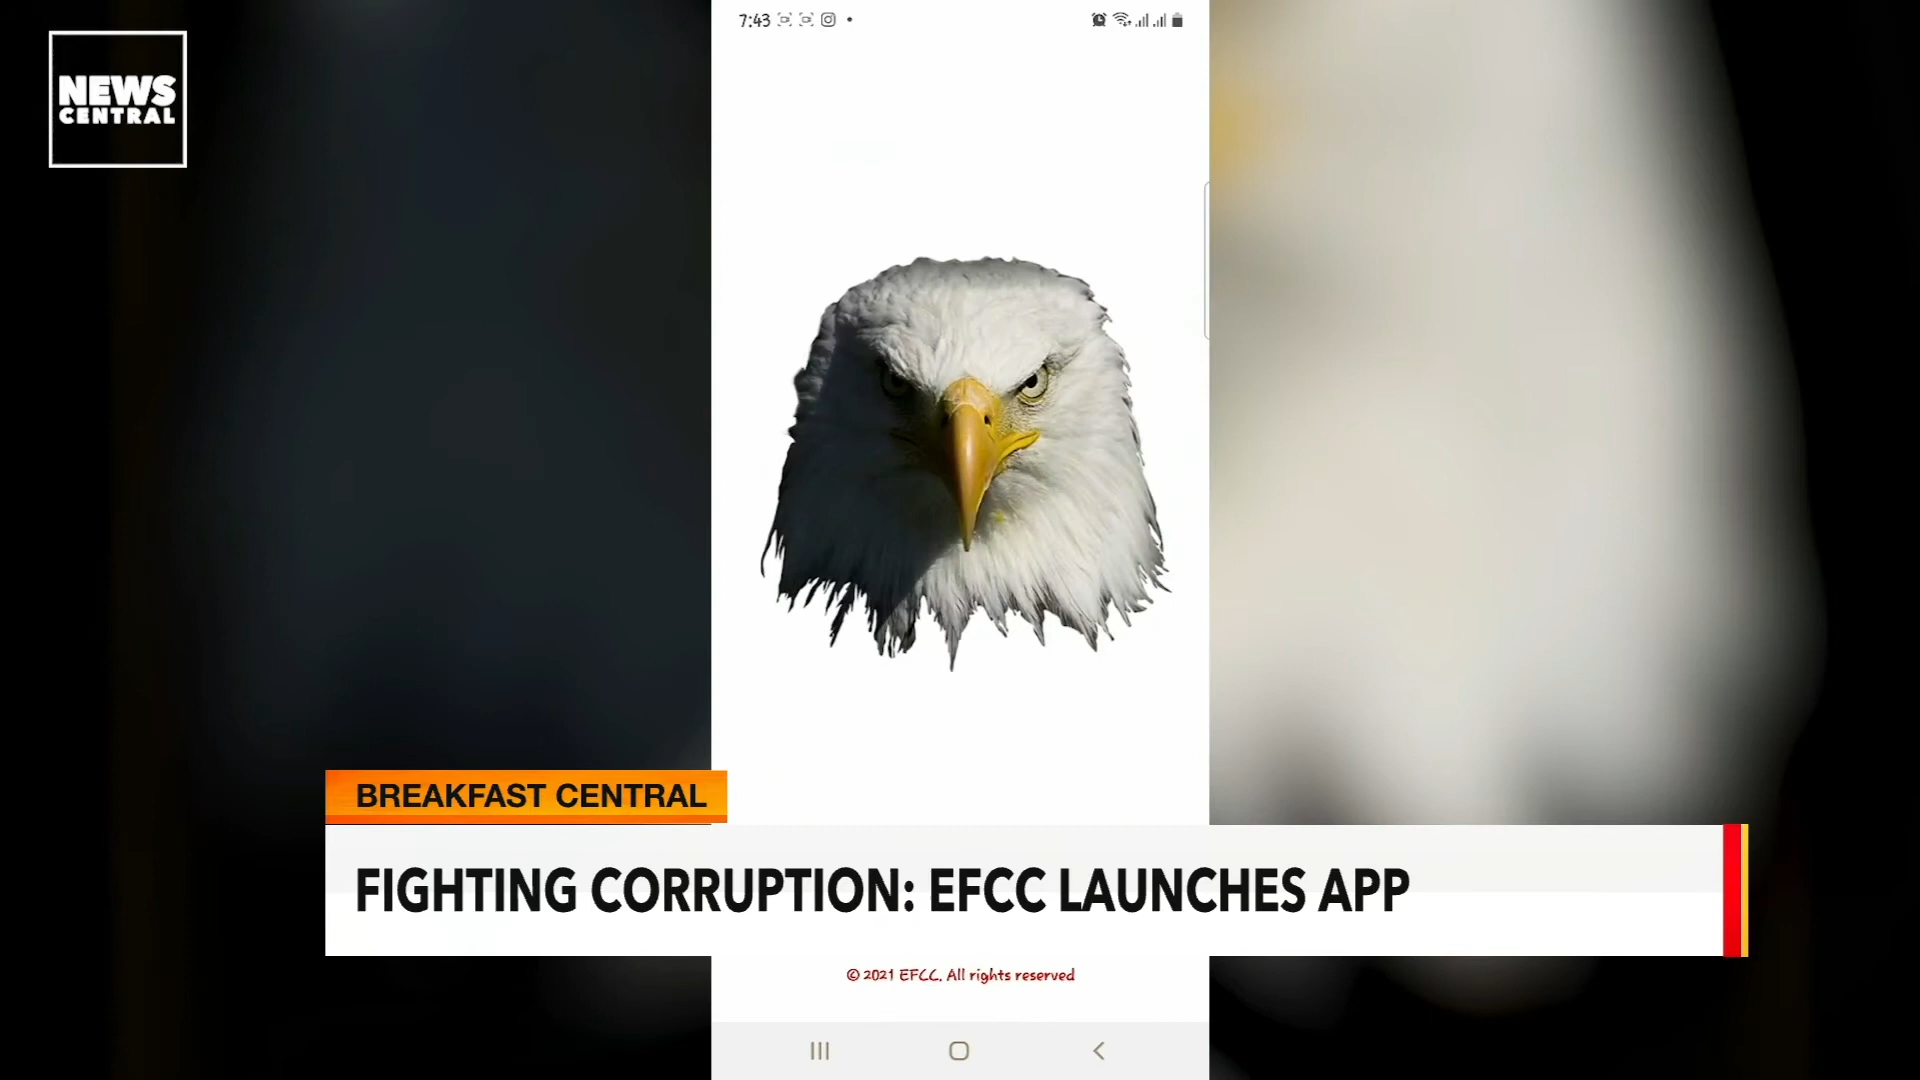 7:43
NEWS
CENTRAL
BREAKFAST CENTRAL
FIGHTING CORRUPTION: EFCC LAUNCHES APP
© 2021 EFCC. All rights reserved